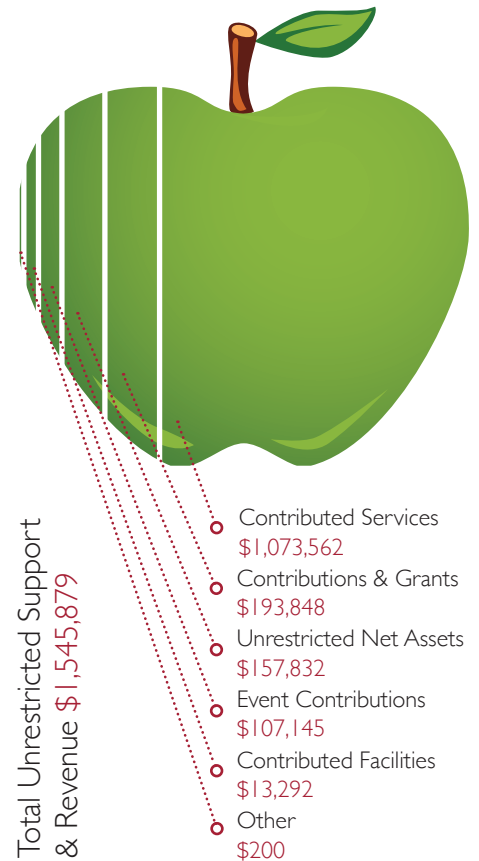 Contributed Services
$1,073,562
Contributions & Grants
$193,848
Unrestricted Net Assets
$157,832
Event Contributions
$107,145
Contributed Facilities
$13,292
Other
$200
Total Unrestricted Support
& Revenue $1,545,879